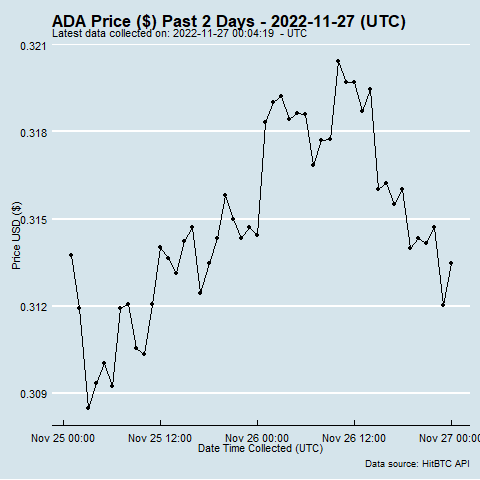 ADA Price ($) Past 2 Days - 2022-11-27 (UTC)
Latest data collected on: 2022-11-27 00:04:19 - UTC
0.321
0.318
0.315
0.312
0.309
Price USD ($)
Nov 25 00:00 Nov 25 12:00 Nov 26 00:00 Nov 26 12:00 Nov 27 00:00
Date Time Collected (UTC)
Data source: HitBTC API